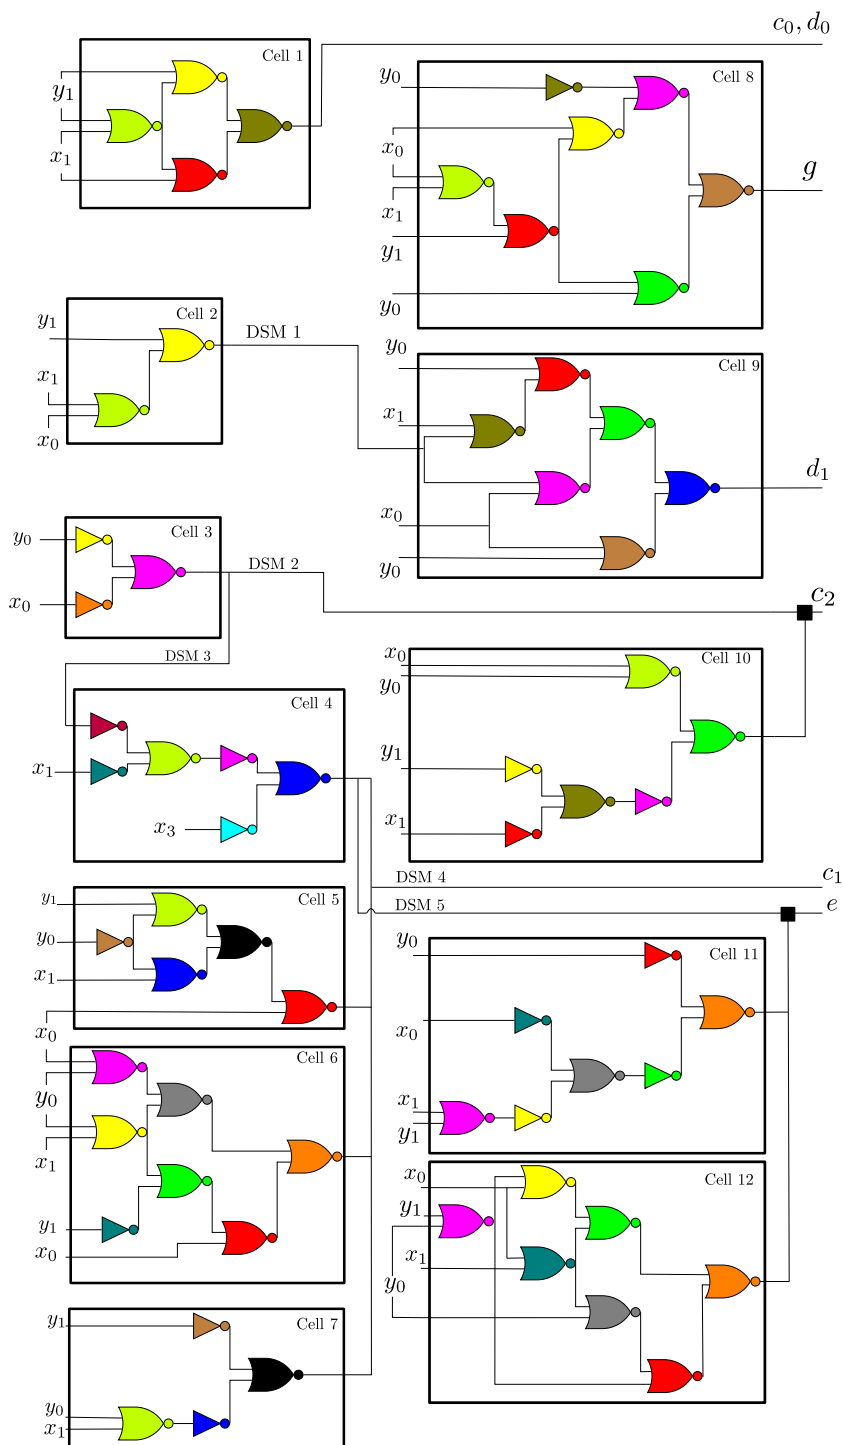 c₀, d₀
Cell 1
y₁
x₁
y₀
Cell 8
x₀
x₁
y₁
y₀
g
y₁
Cell 2
DSM 1
x₁
x₀
y₀
Cell 9
x₁
x₀
y₀
d₁
y₀
Cell 3
x₀
DSM 2
c₂
DSM 3
Cell 4
x₁
x₃
x₀
Cell 10
y₀
y₁
x₁
DSM 4
c₁
DSM 5
e
y₁
Cell 5
y₀
x₁
x₀
y₀
Cell 11
x₀
x₁
y₁
Cell 6
y₀
x₁
y₁
x₀
x₀
Cell 12
y₁
x₁
y₀
y₁
Cell 7
y₀
x₁